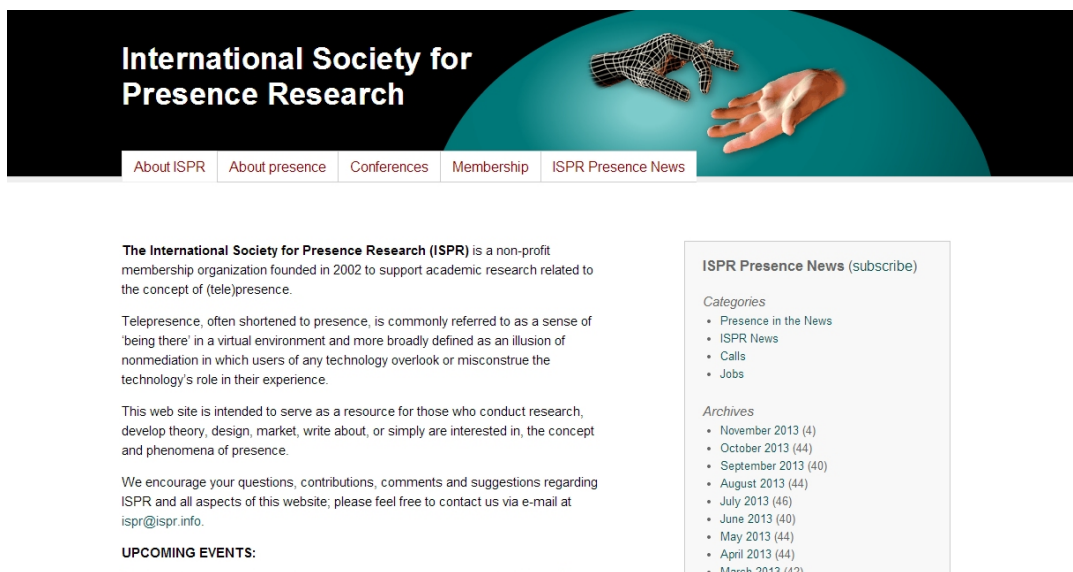 International Society for
Presence Research
About ISPR
About presence
Conferences
Membership
ISPR Presence News
The International Society for Presence Research (ISPR) is a non-profit
membership organization founded in 2002 to support academic research related to
the concept of (tele)presence.
Telepresence, often shortened to presence, is commonly referred to as a sense of
'being there' in a virtual environment and more broadly defined as an illusion of
nonmediation in which users of any technology overlook or misconstrue the
technology's role in their experience.
This web site is intended to serve as a resource for those who conduct research,
develop theory, design, market, write about, or simply are interested in, the concept
and phenomena of presence.
We encourage your questions, contributions, comments and suggestions regarding
ISPR and all aspects of this website; please feel free to contact us via e-mail at
ispr@ispr.info.
UPCOMING EVENTS:
ISPR Presence News (subscribe)
Categories
• Presence in the News
• ISPR News
• Calls
• Jobs
Archives
• November 2013 (4)
• October 2013 (44)
• September 2013 (40)
• August 2013 (44)
• July 2013 (46)
• June 2013 (40)
• May 2013 (44)
• April 2013 (44)
• March 2013 (42)